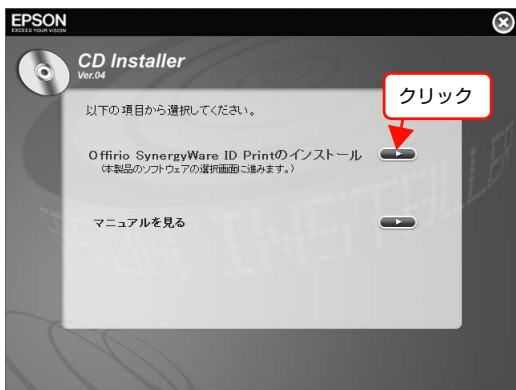 EPSON
EXCEED YOUR VISION
CD Installer
Ver.04
以下の項目から選択してください。
クリック
Offirio SynergyWare ID Printのインストール
(本製品のソフトウェアの選択画面に進みます。)
マニュアルを見る